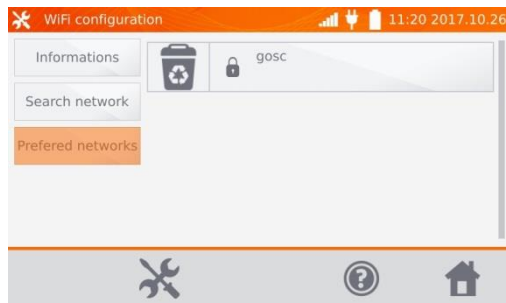 WiFi configuration 11:20 2017.10.26
Informations
gosc
Search network
Prefered networks